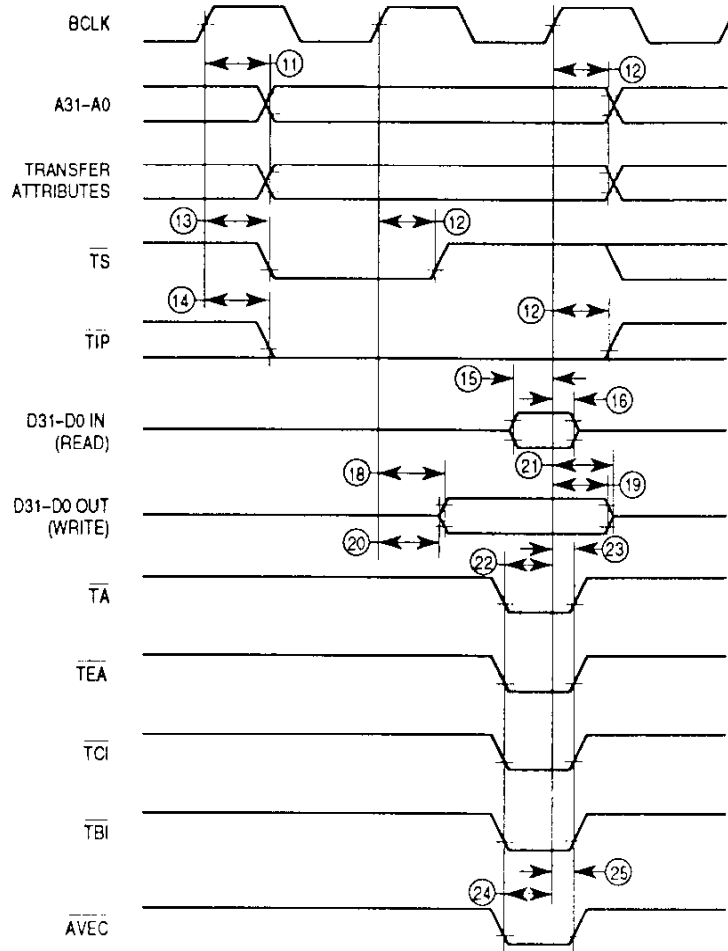 BCLK
11
12
A31–A0
TRANSFER
ATTRIBUTES
13
12
TS
14
12
TIP
15
16
D31–D0 IN
(READ)
21
18
19
D31–D0 OUT
(WRITE)
20
23
22
TA
TEA
TCI
TBI
25
24
AVEC